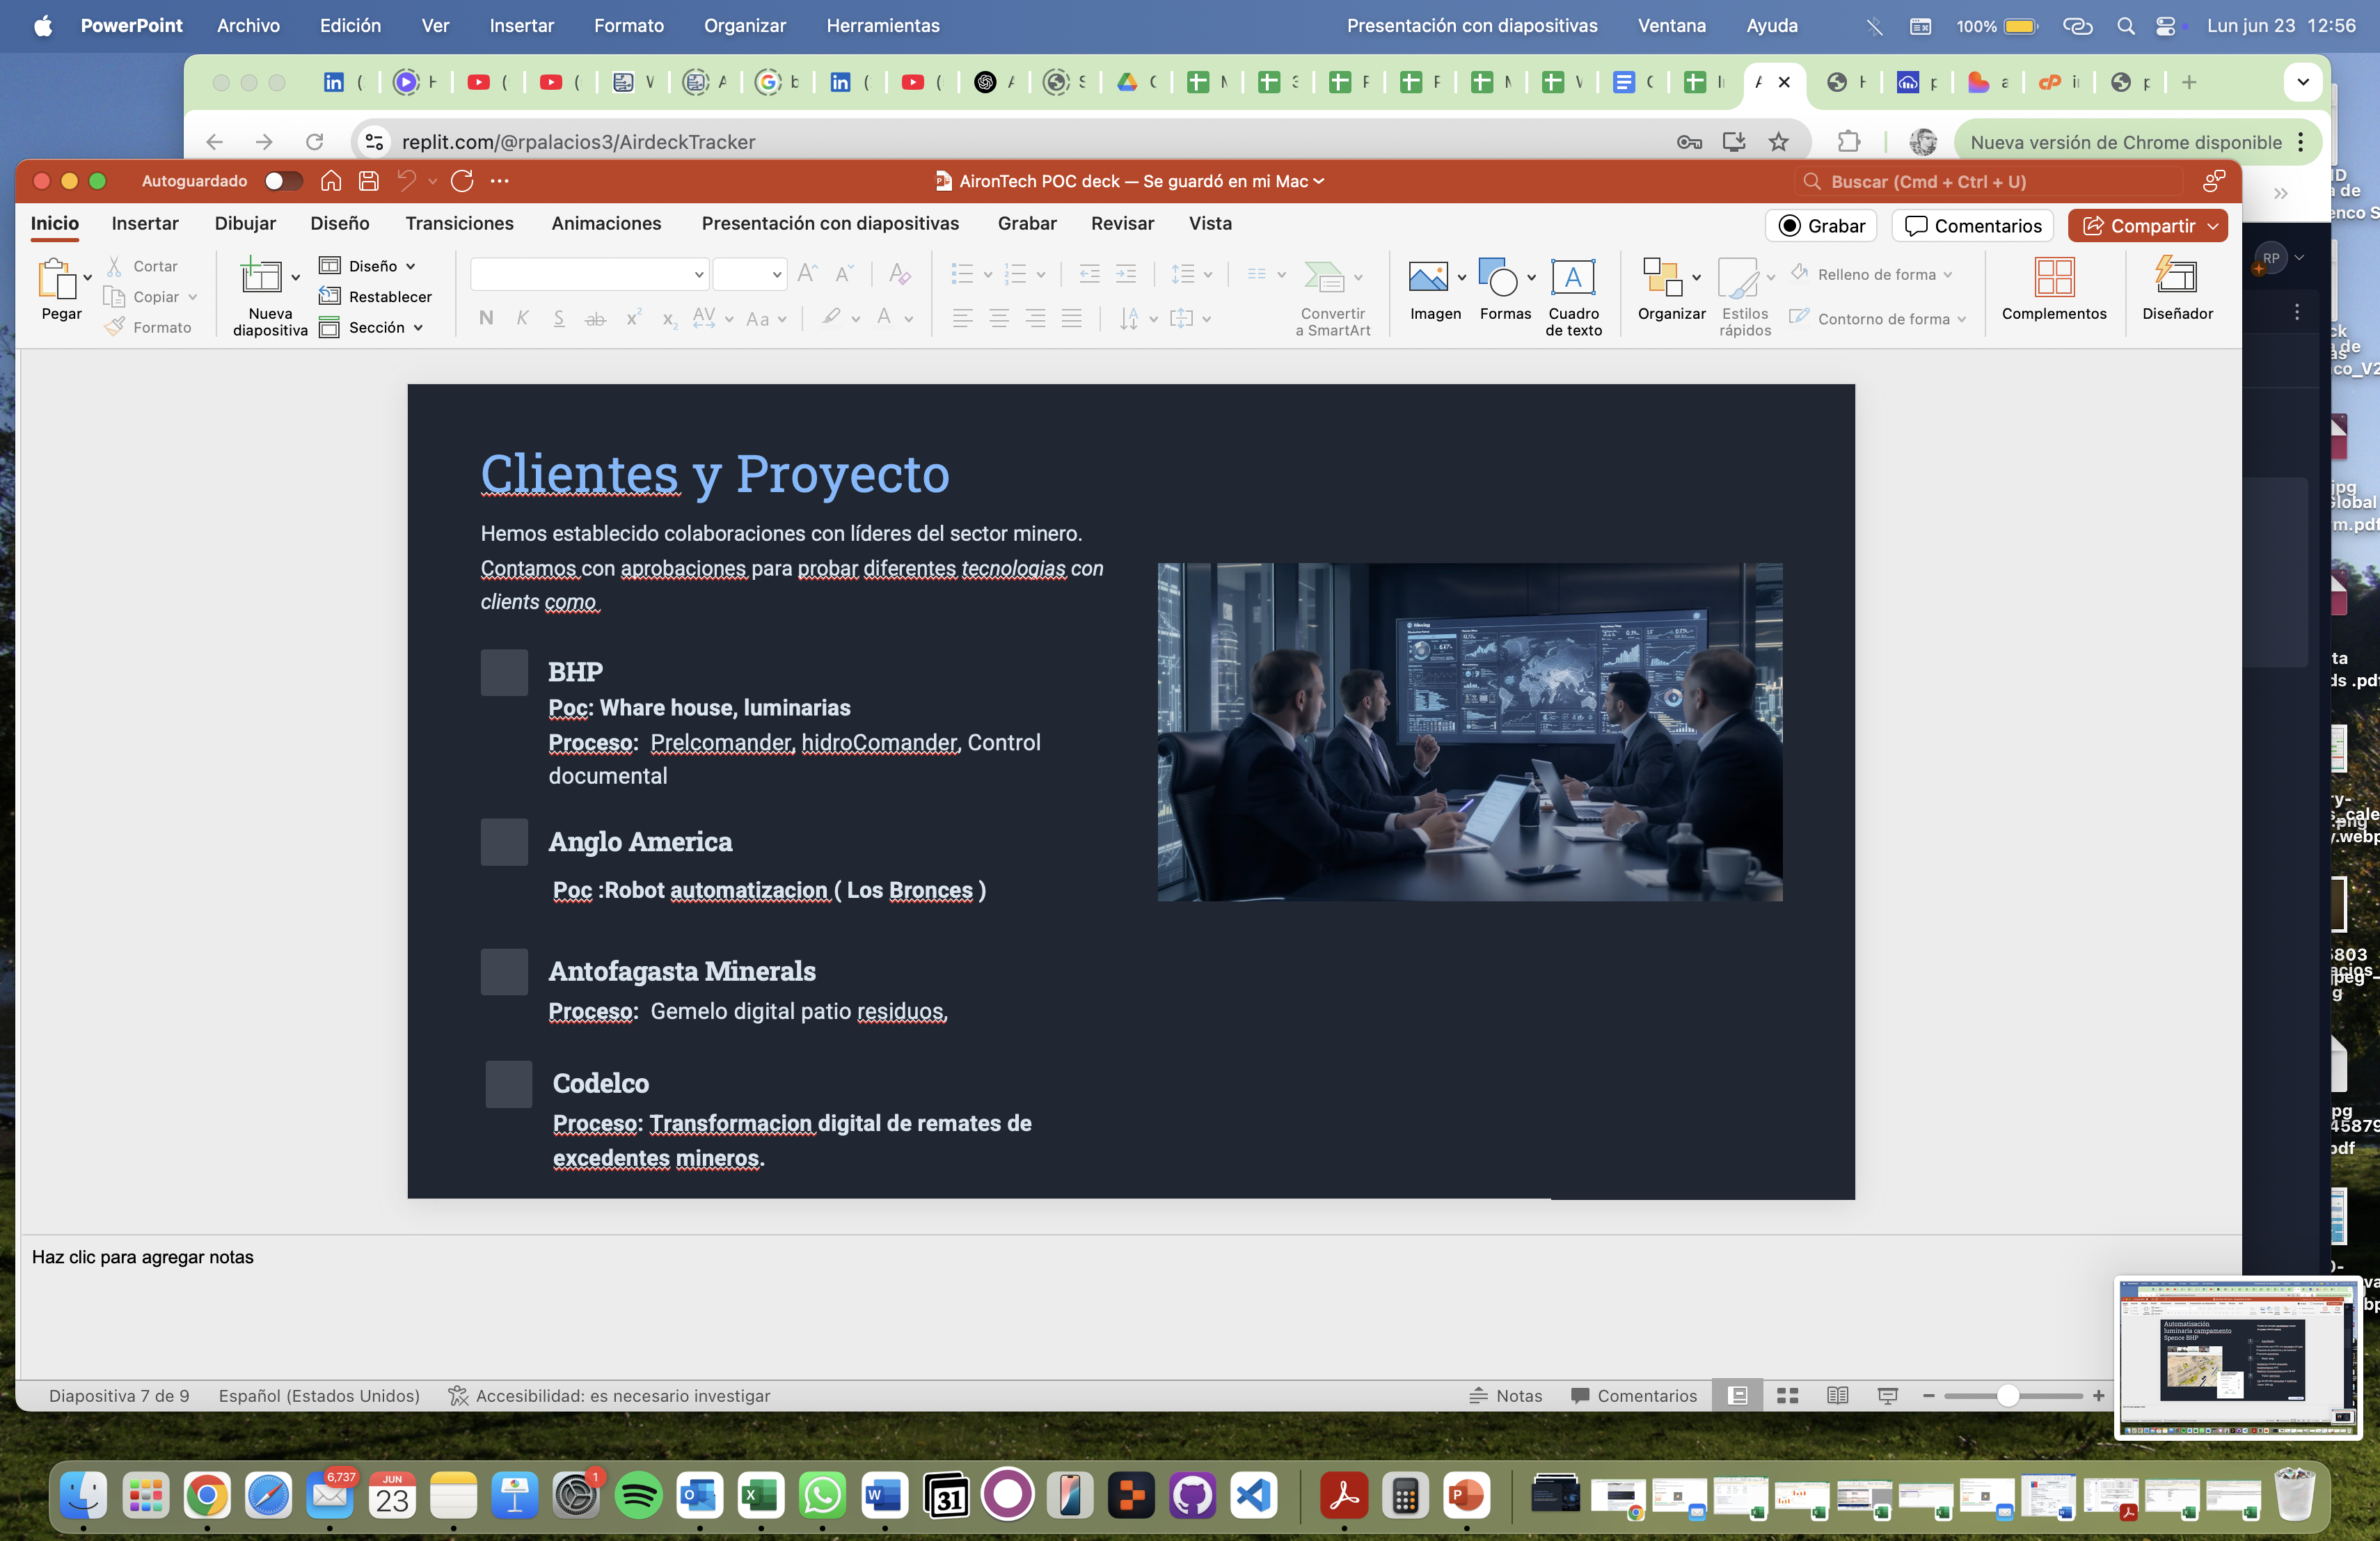 PowerPoint Archivo Edición Ver Insertar Formato Organizar Herramientas Presentación con diapositivas Ventana Ayuda 100% Lun jun 23 12:56
replit.com/@rpalacios3/AirdeckTracker Nueva versión de Chrome disponible
Autoguardado AironTech POC deck — Se guardó en mi Mac Buscar (Cmd + Ctrl + U)
Inicio Insertar Dibujar Diseño Transiciones Animaciones Presentación con diapositivas Grabar Revisar Vista Grabar Comentarios Compartir
Pegar
Cortar
Copiar
Formato
Nueva
diapositiva
Diseño
Restablecer
Sección
N K S ab x² x₂ AV Aa A
Convertir
a SmartArt
Imagen
Formas
Cuadro
de texto
Organizar
Estilos
rápidos
Relleno de forma
Contorno de forma
Complementos
Diseñador
RP
Clientes y Proyecto
Hemos establecido colaboraciones con líderes del sector minero.
Contamos con aprobaciones para probar diferentes tecnologias con
clients como
BHP
Poc: Whare house, luminarias
Proceso: Prelcomander, hidroComander, Control
documental
Anglo America
Poc :Robot automatizacion ( Los Bronces )
Antofagasta Minerals
Proceso: Gemelo digital patio residuos,
Codelco
Proceso: Transformacion digital de remates de
excedentes mineros.
Haz clic para agregar notas
Diapositiva 7 de 9 Español (Estados Unidos) Accesibilidad: es necesario investigar Notas Comentarios
Automatisación
luminaria campamento
Spence BHP
6,737
JUN
23
1
31